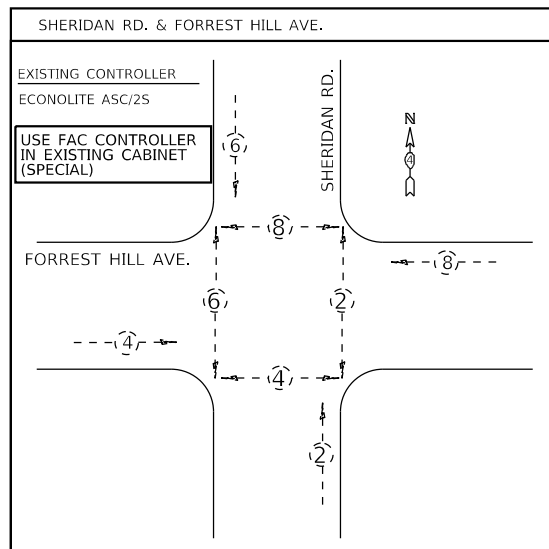 SHERIDAN RD. & FORREST HILL AVE.
EXISTING CONTROLLER
ECONOLITE ASC/2S
USE FAC CONTROLLER
IN EXISTING CABINET
(SPECIAL)
6
SHERIDAN RD.
N
4
8
FORREST HILL AVE.
8
6
2
4
4
2